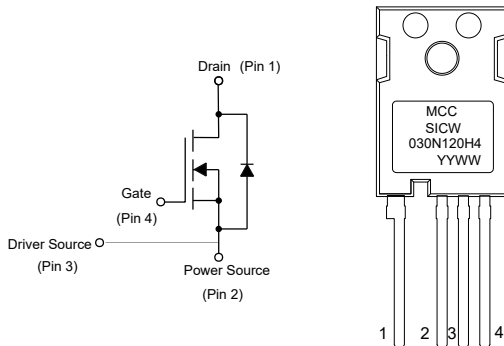 Drain (Pin 1)
Gate
(Pin 4)
Driver Source
(Pin 3)
Power Source
(Pin 2)
MCC
SICW
030N120H4
YYWW
1 2 3 4